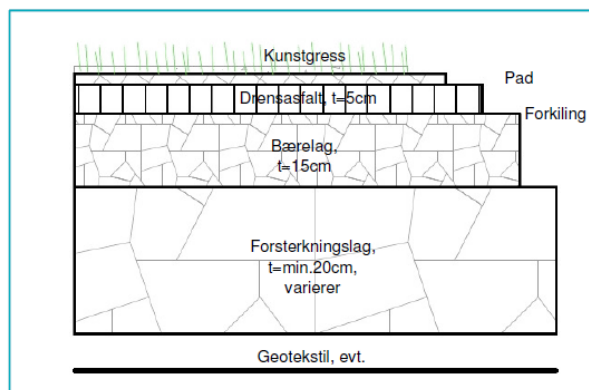 Kunstgress
Pad
Drensasfalt, t=5cm
Forkiling
Bærelag,
t=15cm
Forsterkningslag,
t=min.20cm,
varierer
Geotekstil, evt.